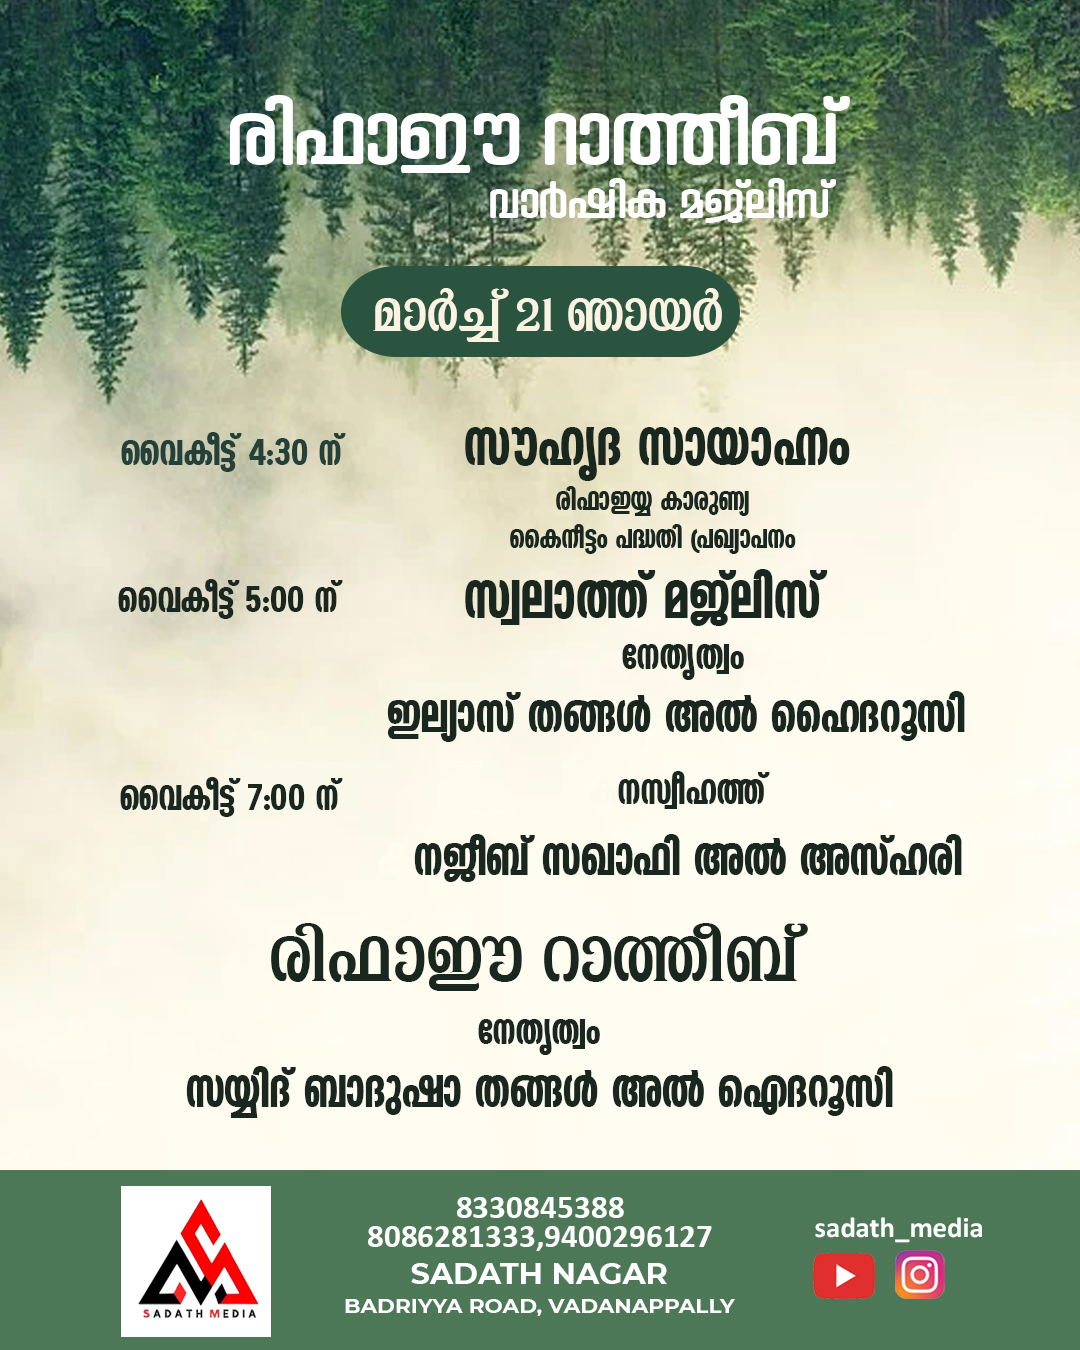 രിഫാഈ റാത്തീബ്
വാർഷിക മജ്ലിസ്
മാർച്ച് 21 ഞായർ
വൈകീട്ട് 4:30 ന്
സൗഹൃദ സായാഹ്നം
രിഫാഇയ്യ കാരുണ്യ
കൈനീട്ടം പദ്ധതി പ്രഖ്യാപനം
വൈകീട്ട് 5:00 ന്
സ്വലാത്ത് മജ്ലിസ്
നേതൃത്വം
ഇല്യാസ് തങ്ങൾ അൽ ഹൈദറൂസി
വൈകീട്ട് 7:00 ന്
നസ്വീഹത്ത്
നജീബ് സഖാഫി അൽ അസ്ഹരി
രിഫാഈ റാത്തീബ്
നേതൃത്വം
സയ്യിദ് ബാദുഷാ തങ്ങൾ അൽ ഐദറൂസി
SADATH MEDIA
8330845388
8086281333,9400296127
SADATH NAGAR
BADRIYYA ROAD, VADANAPPALLY
sadath_media